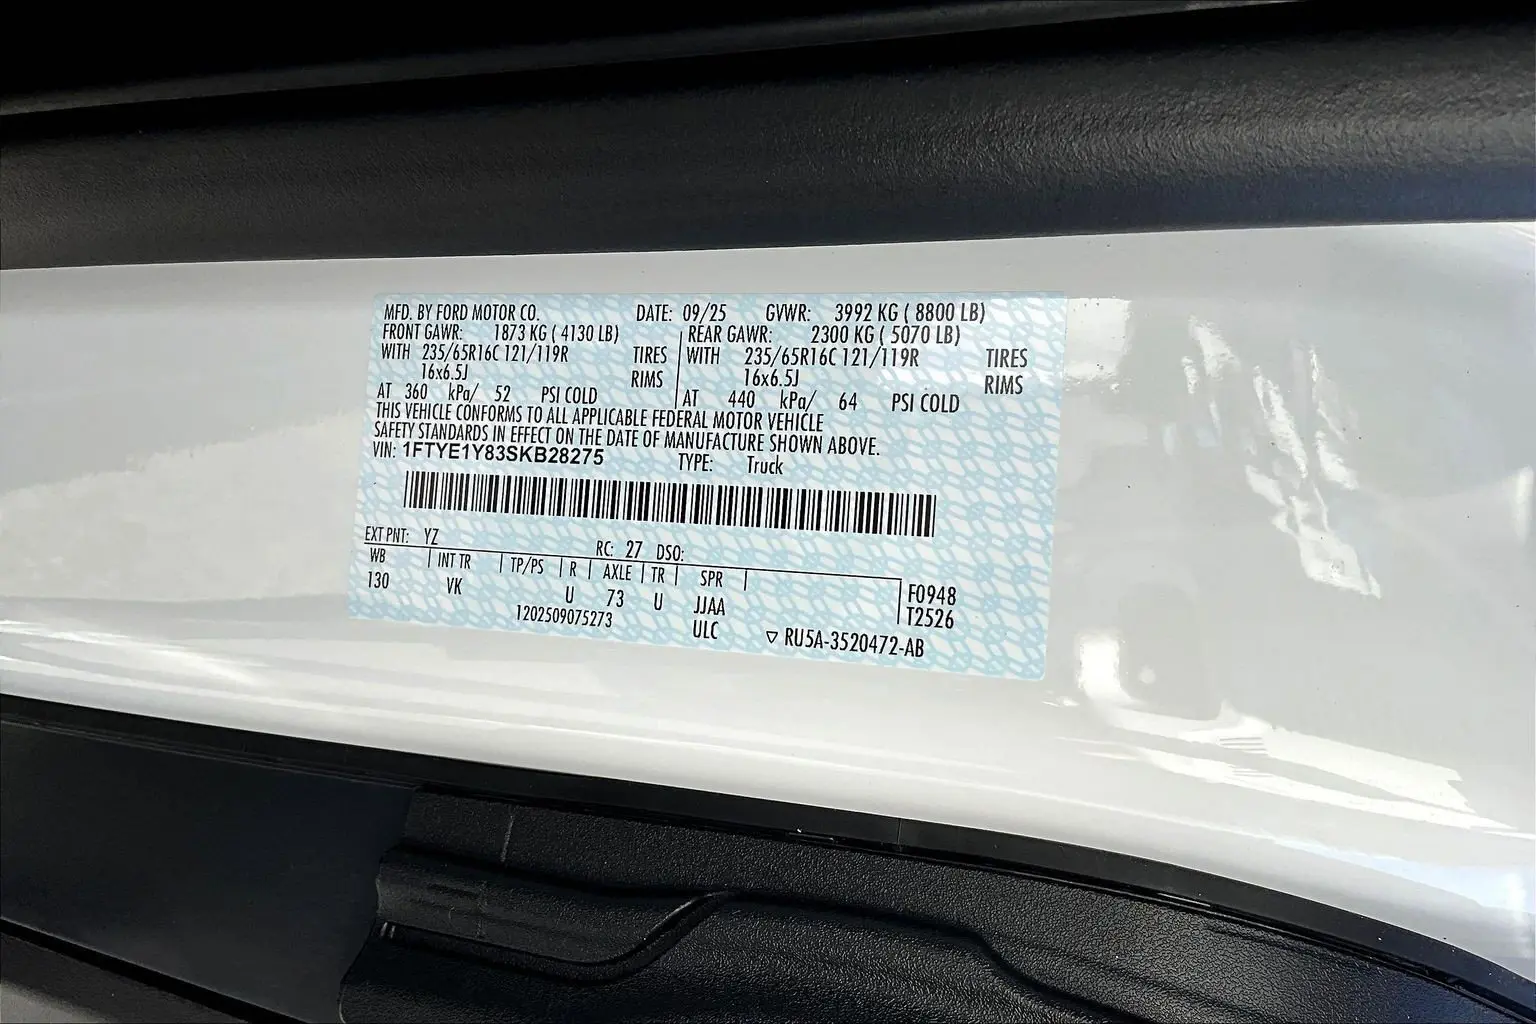 MFD. BY FORD MOTOR CO. DATE: 09/25 GVWR: 3992 KG ( 8800 LB)
FRONT GAWR: 1873 KG ( 4130 LB) REAR GAWR: 2300 KG ( 5070 LB)
WITH 235/65R16C 121/119R TIRES WITH 235/65R16C 121/119R TIRES
16x6.5J RIMS 16x6.5J RIMS
AT 360 kPa/ 52 PSI COLD AT 440 kPa/ 64 PSI COLD
THIS VEHICLE CONFORMS TO ALL APPLICABLE FEDERAL MOTOR VEHICLE
SAFETY STANDARDS IN EFFECT ON THE DATE OF MANUFACTURE SHOWN ABOVE.
VIN: 1FTYE1Y83SKB28275 TYPE: Truck
EXT PNT: YZ RC: 27 DSO:
WB INT TR TP/PS R AXLE TR SPR
130 VK U 73 U JJAA F0948
1202509075273 ULC T2526
▽ RU5A-3520472-AB